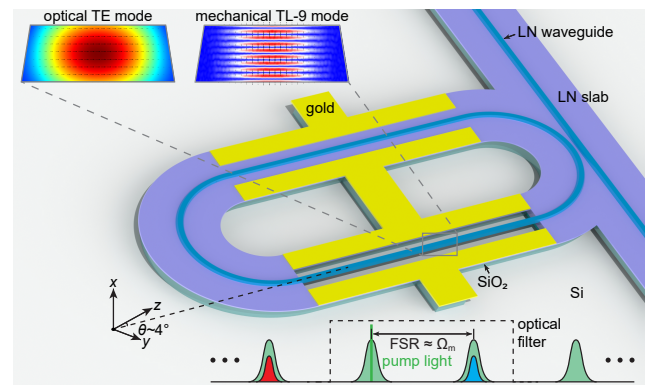 optical TE mode
mechanical TL-9 mode
LN waveguide
LN slab
gold
SiO₂
Si
x
z
θ~4°
y
optical
filter
FSR ≈ Ωₘ
pump light